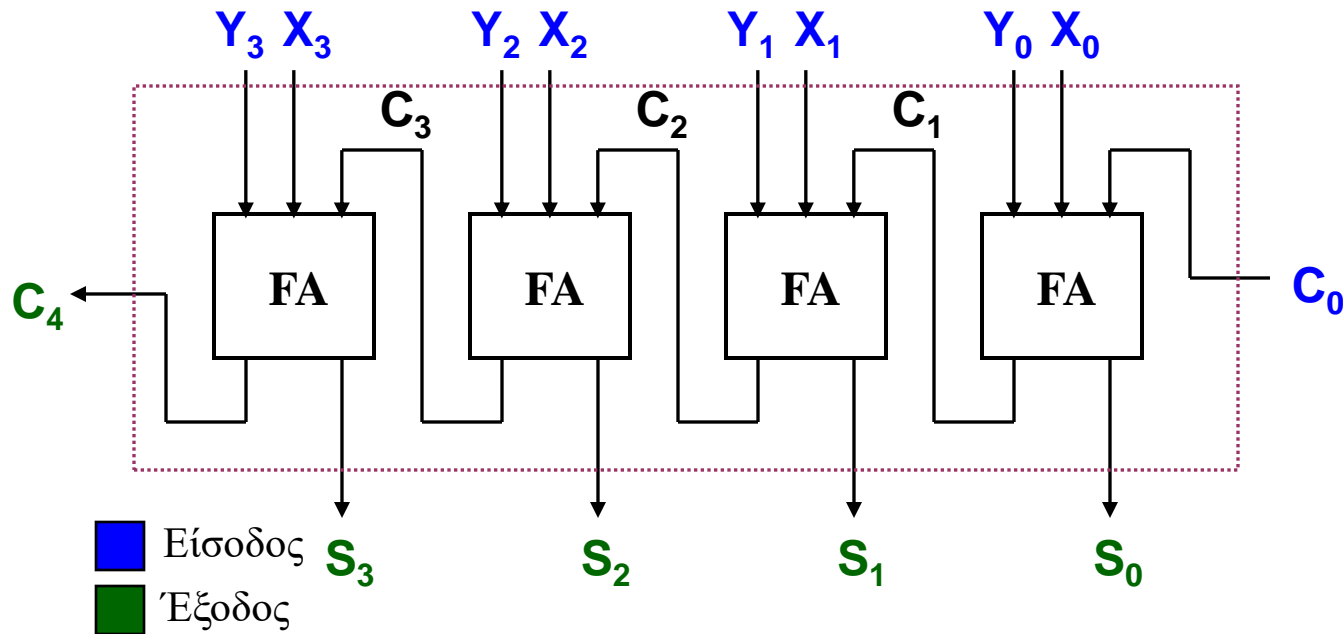 Y₃ X₃ Y₂ X₂ Y₁ X₁ Y₀ X₀
C₃ C₂ C₁
FA FA FA FA
C₄ C₀
Είσοδος
S₃ S₂ S₁ S₀
Έξοδος